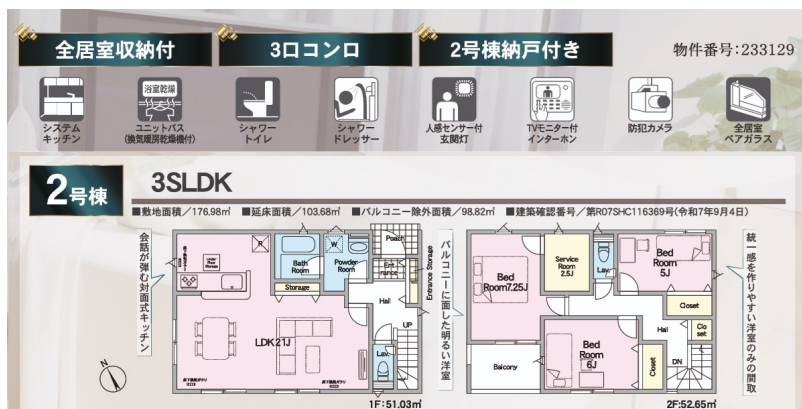 全居室収納付
3口コンロ
2号棟納戸付き
物件番号:233129
システム
キッチン
浴室乾燥
ユニットバス
(換気暖房乾燥機付)
シャワー
トイレ
シャワー
ドレッサー
人感センサー付
玄関灯
TVモニター付
インターホン
防犯カメラ
全居室
ペアガラス
2号棟
3SLDK
■敷地面積/176.98㎡ ■延床面積/103.68㎡ ■バルコニー除外面積/98.82㎡ ■建築確認番号/第R07SHC116369号(令和7年9月4日)
会話が弾む対面式キッチン
Under
Floor
Storage
R
Bath
Room
W
Powder
Room
Storage
Poach
Ent
rance
Entrance Storage
Hal
UP
LDK21J
Lav.
1F:51.03㎡
N
バルコニーに面した明るい洋室
Bed
Room7.25J
Service
Room
2.5J
Lav.
Bed
Room
5J
Closet
Hal
Clo
set
Balcony
Bed
Room
6J
Closet
DN
2F:52.65㎡
統一感を作りやすい洋室のみの間取